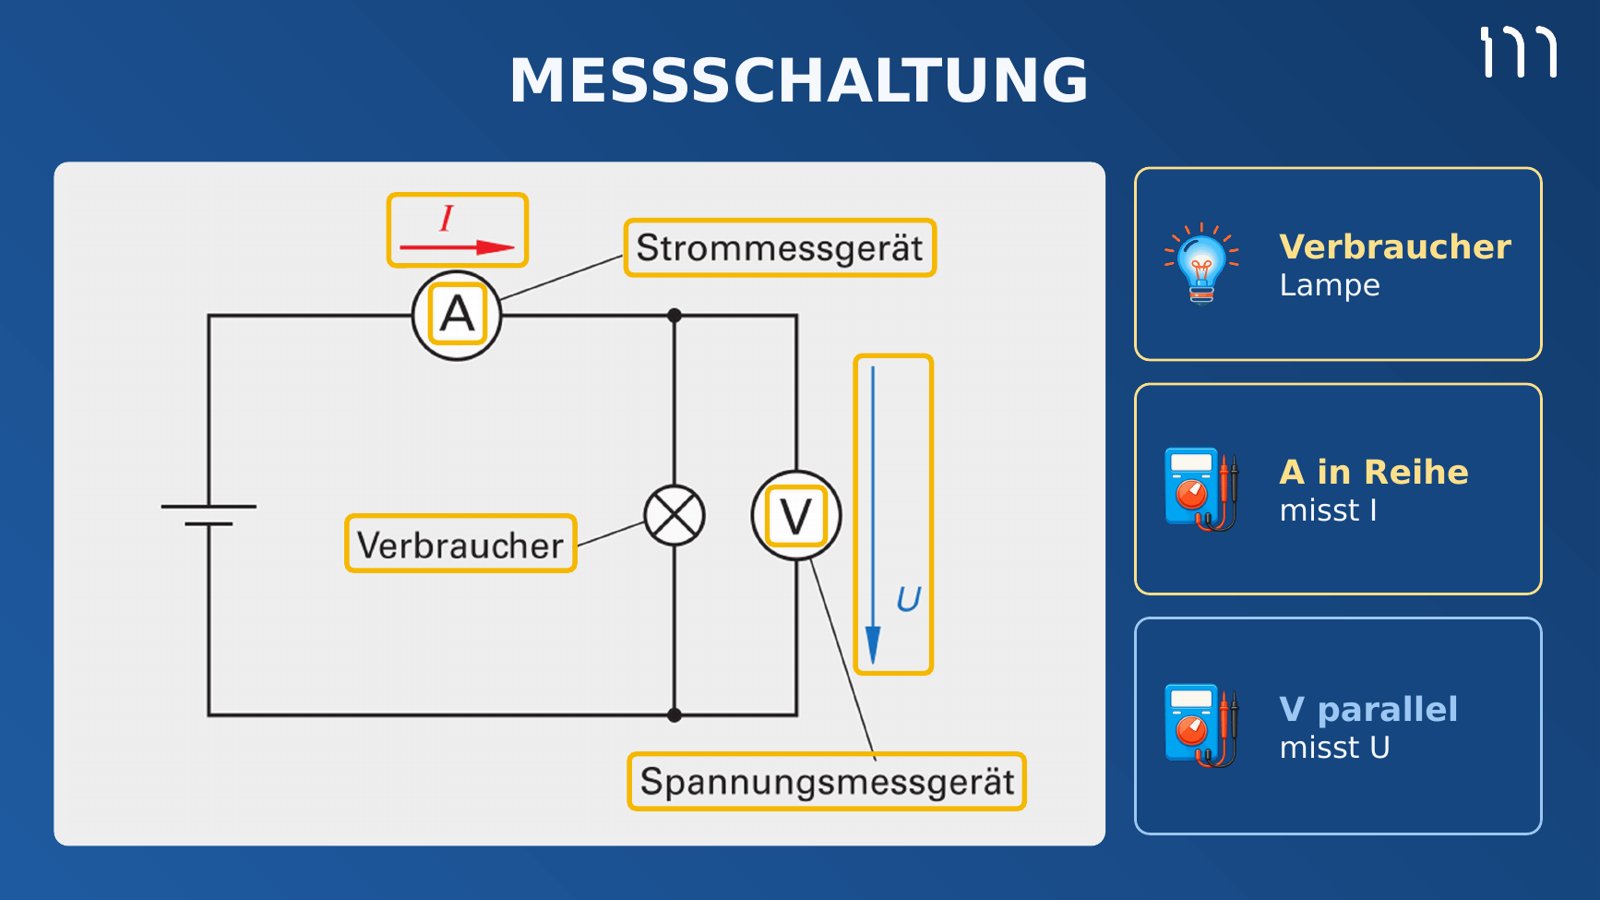 MESSSCHALTUNG
m
I
Strommessgerät
A
Verbraucher
V
U
Spannungsmessgerät
Verbraucher
Lampe
A in Reihe
misst I
V parallel
misst U